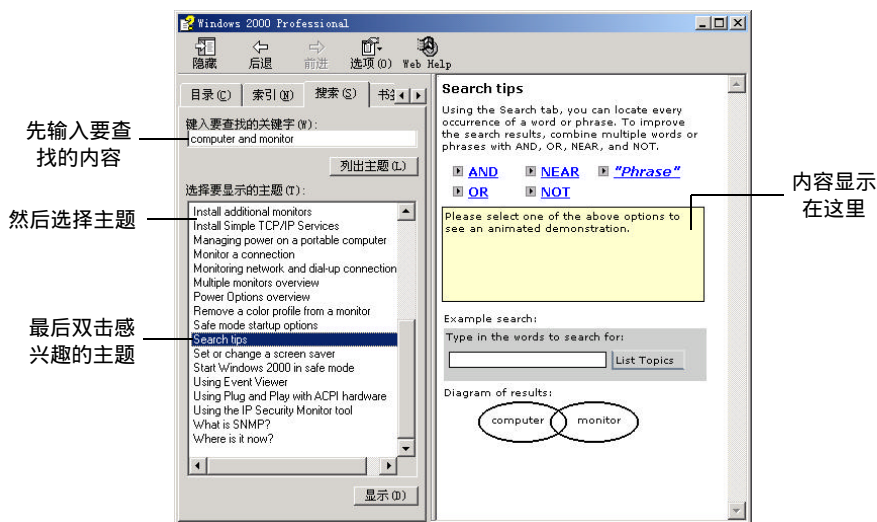 Windows 2000 Professional
隐藏 后退 前进 选项(O) Web Help
目录(C) 索引(N) 搜索(S)
键入要查找的关键字(W):
computer and monitor
列出主题(L)
选择要显示的主题(T):
Install additional monitors
Install Simple TCP/IP Services
Managing power on a portable computer
Monitor a connection
Monitoring network and dial-up connection
Multiple monitors overview
Power Options overview
Remove a color profile from a monitor
Safe mode startup options
Search tips
Set or change a screen saver
Start Windows 2000 in safe mode
Using Event Viewer
Using Plug and Play with ACPI hardware
Using the IP Security Monitor tool
What is SNMP?
Where is it now?
显示(D)
先输入要查
找的内容
然后选择主题
最后双击感
兴趣的主题
Search tips
Using the Search tab, you can locate every
occurrence of a word or phrase. To improve
the search results, combine multiple words or
phrases with AND, OR, NEAR, and NOT.
AND NEAR "Phrase"
OR NOT
Please select one of the above options to
see an animated demonstration.
Example search:
Type in the words to search for:
List Topics
Diagram of results:
computer monitor
内容显示
在这里